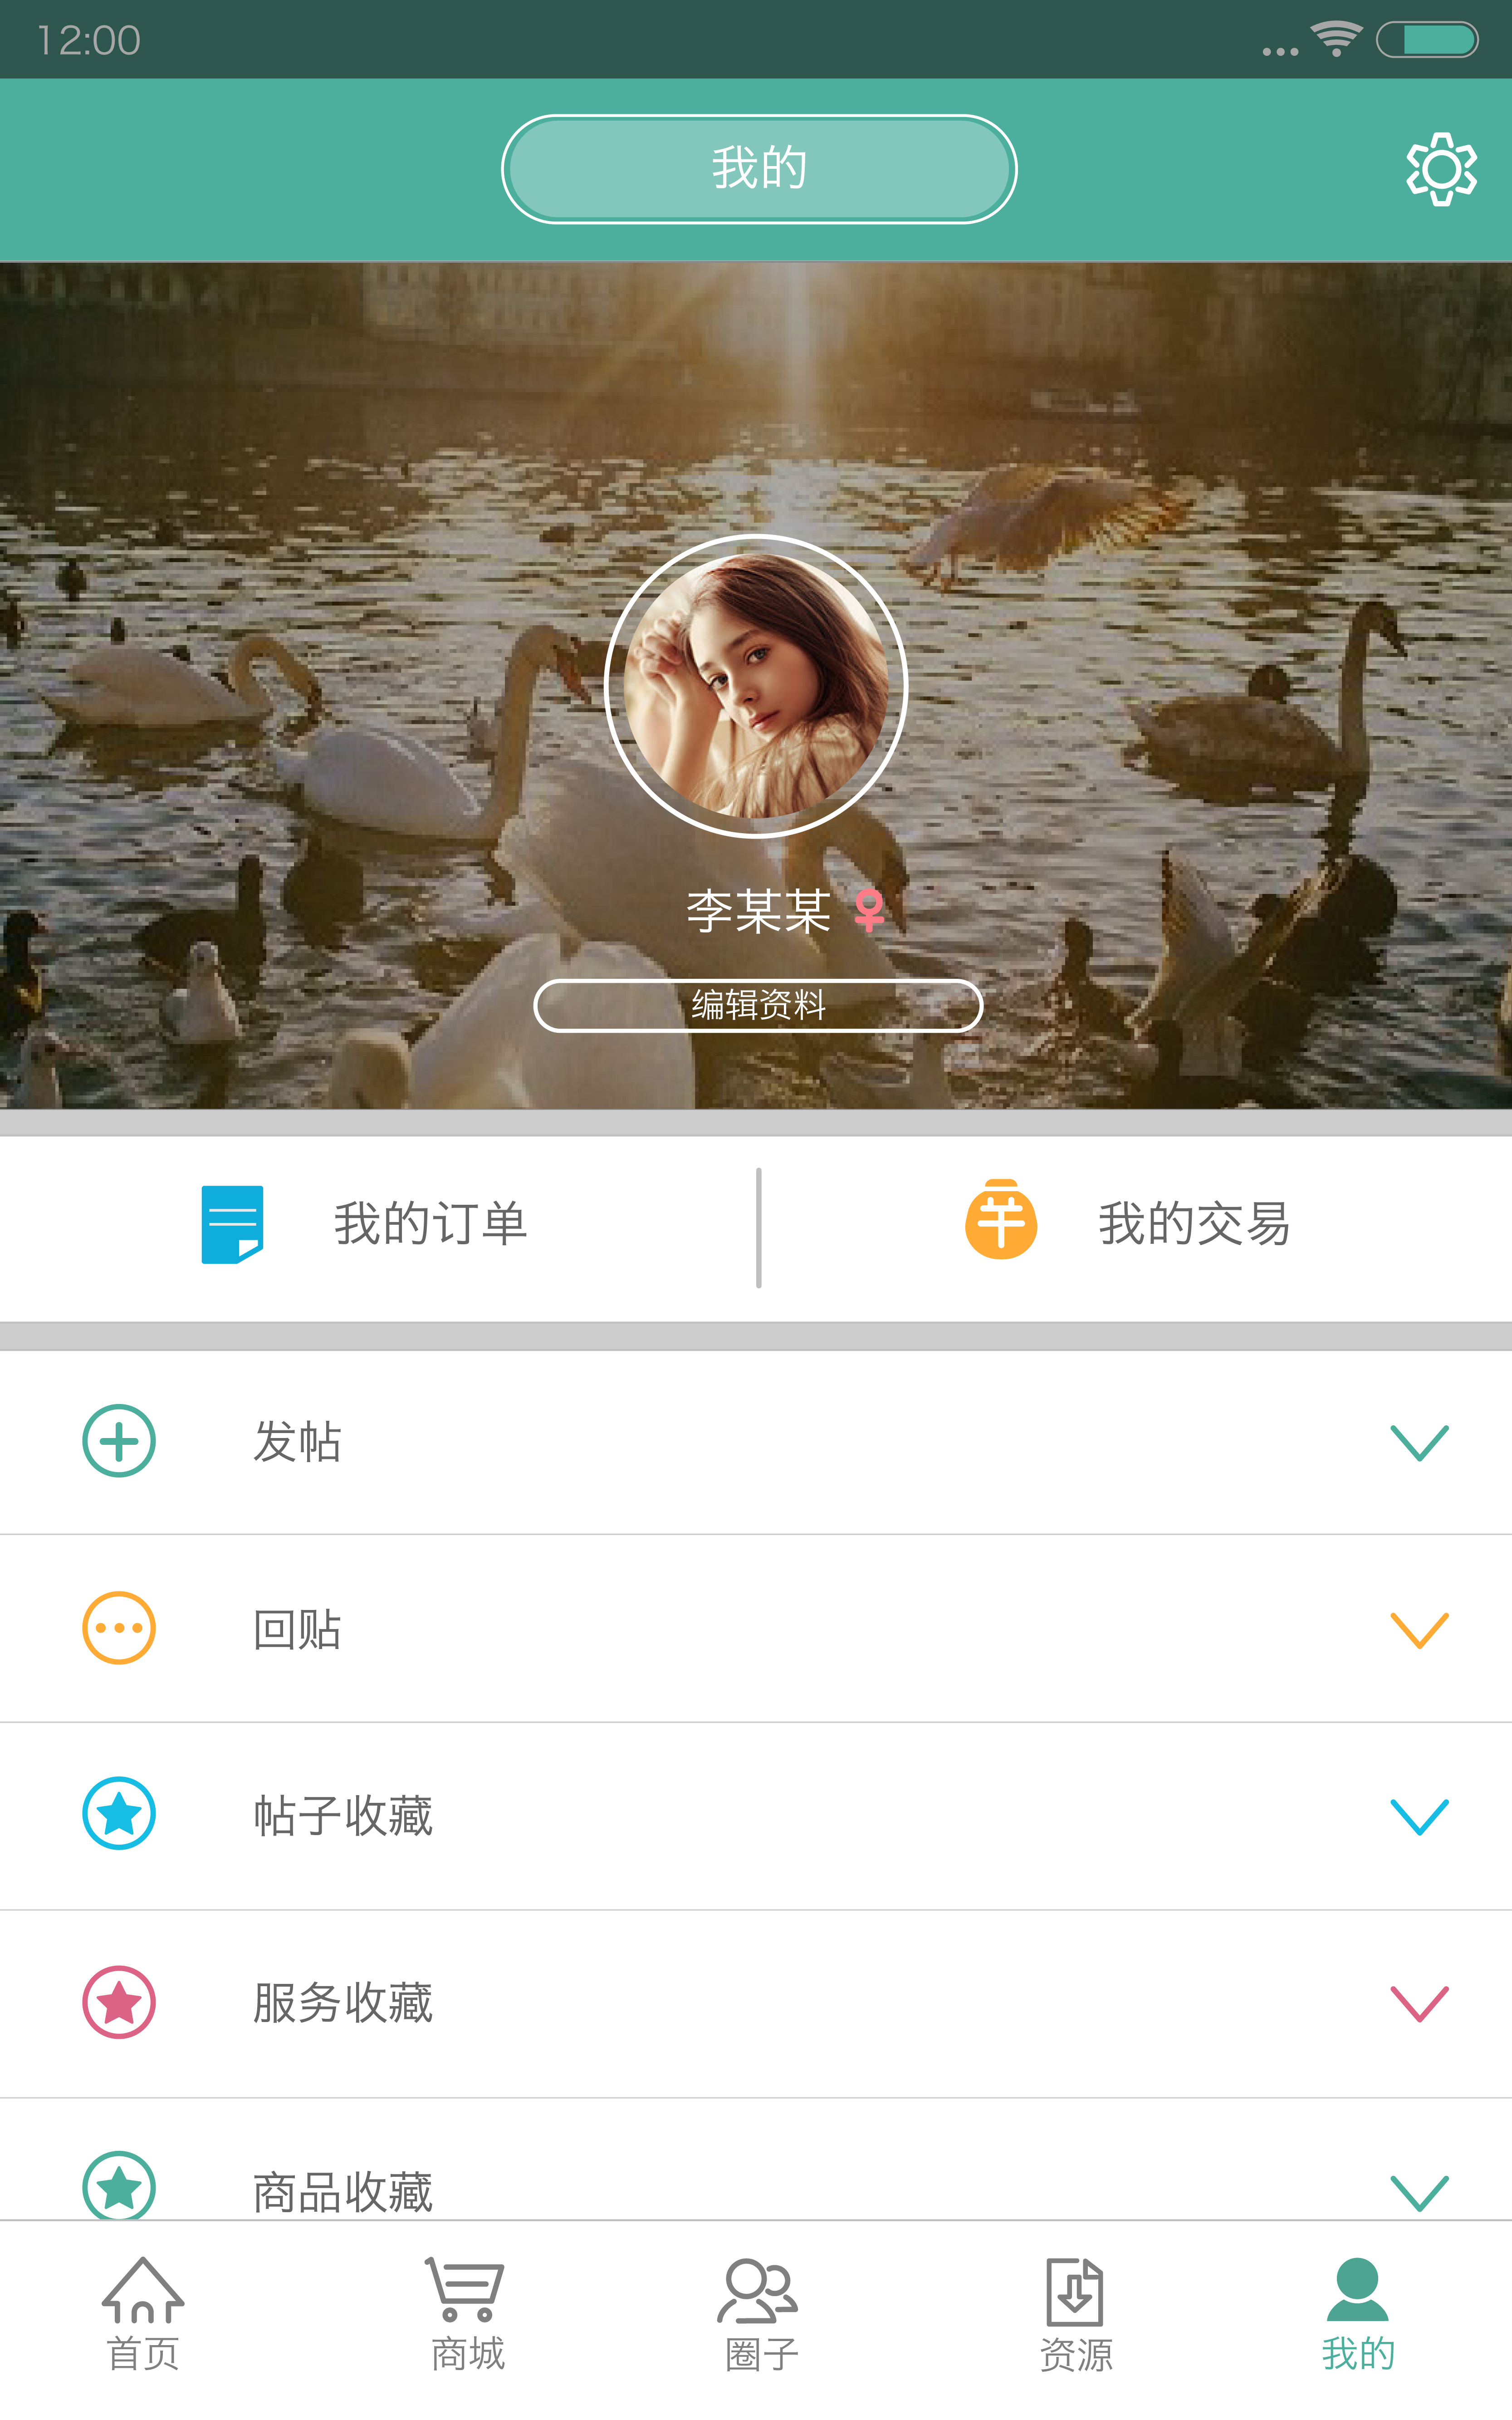 12:00
我的
李某某
编辑资料
我的订单
我的交易
发帖
回贴
帖子收藏
服务收藏
商品收藏
首页
商城
圈子
资源
我的